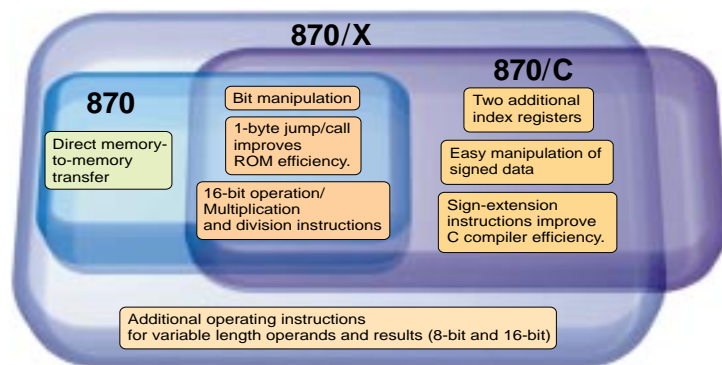 870/X
870
870/C
Direct memory-
to-memory
transfer
Bit manipulation
1-byte jump/call
improves
ROM efficiency.
16-bit operation/
Multiplication
and division instructions
Two additional
index registers
Easy manipulation of
signed data
Sign-extension
instructions improve
C compiler efficiency.
Additional operating instructions
for variable length operands and results (8-bit and 16-bit)